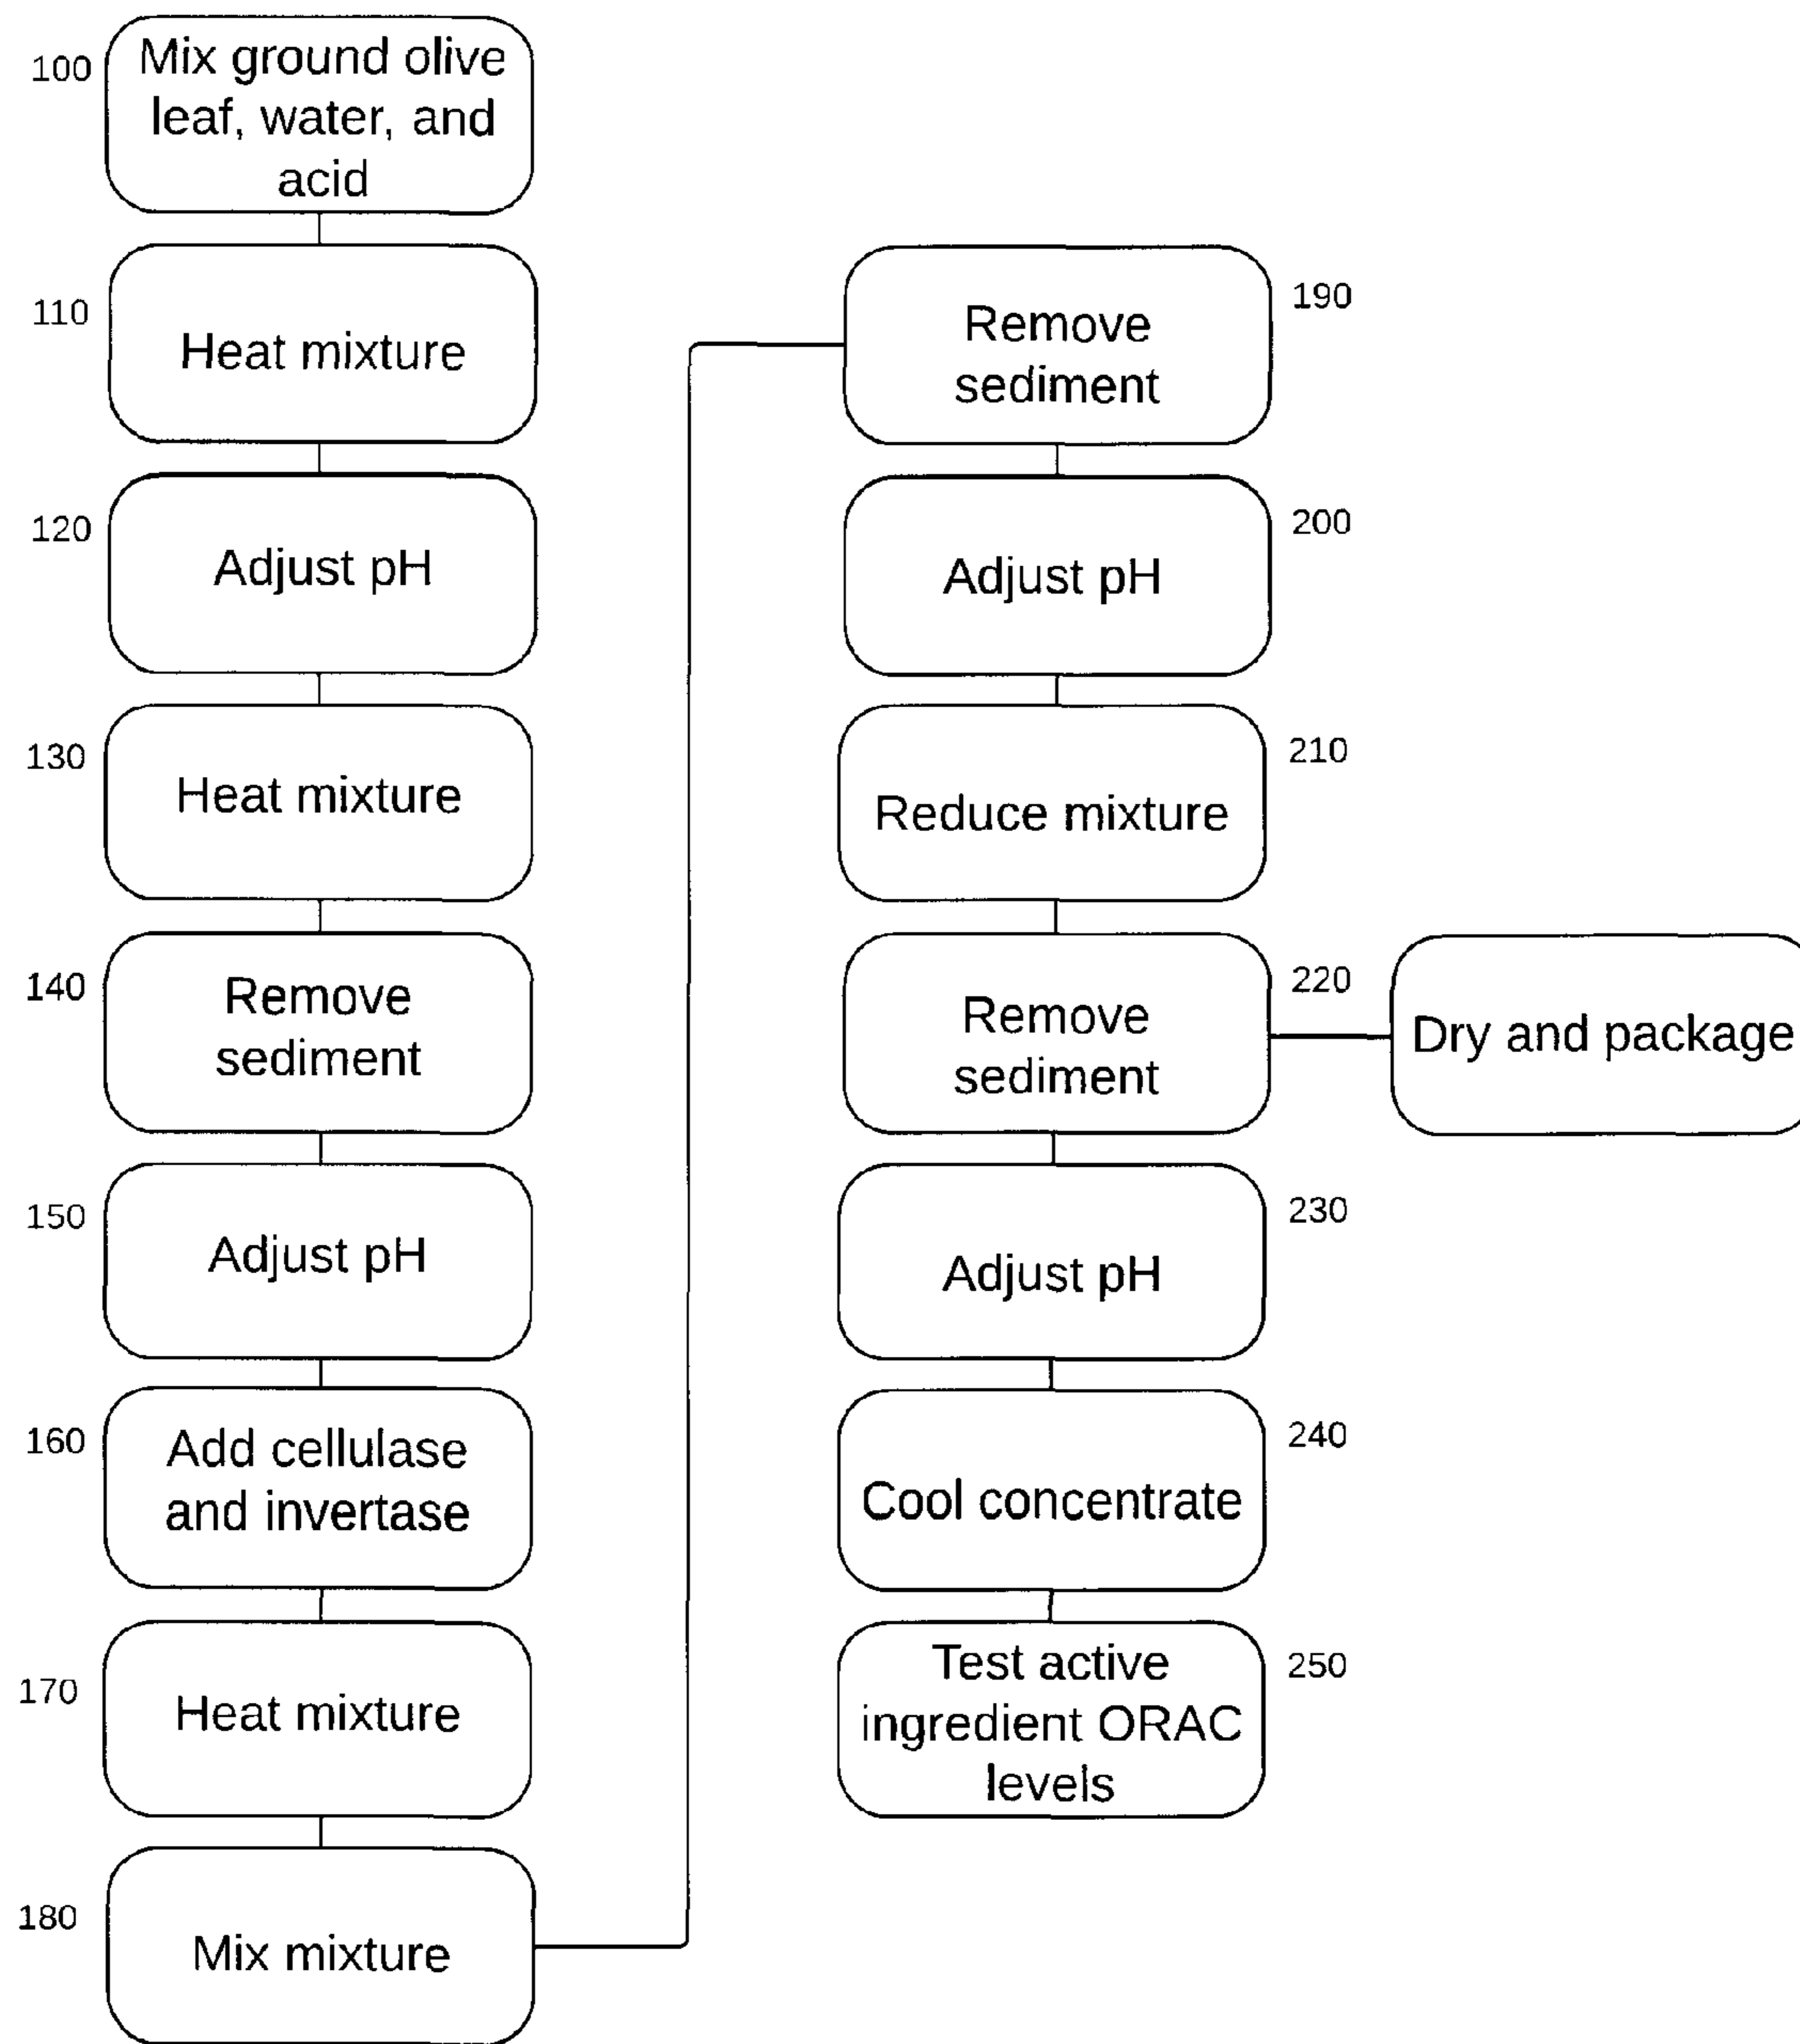 100
Mix ground olive
leaf, water, and
acid
110
Heat mixture
120
Adjust pH
130
Heat mixture
140
Remove
sediment
150
Adjust pH
160
Add cellulase
and invertase
170
Heat mixture
180
Mix mixture
190
Remove
sediment
200
Adjust pH
210
Reduce mixture
220
Remove
sediment
Dry and package
230
Adjust pH
240
Cool concentrate
250
Test active
ingredient ORAC
levels